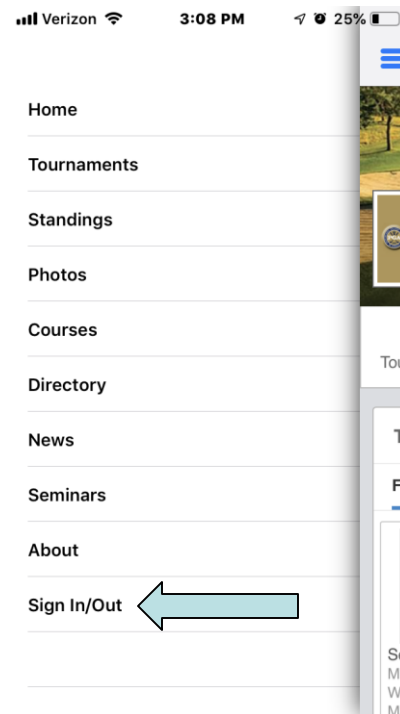 Verizon 3:08 PM 25%
Home
Tournaments
Standings
Photos
Courses
Directory
News
Seminars
About
Sign In/Out